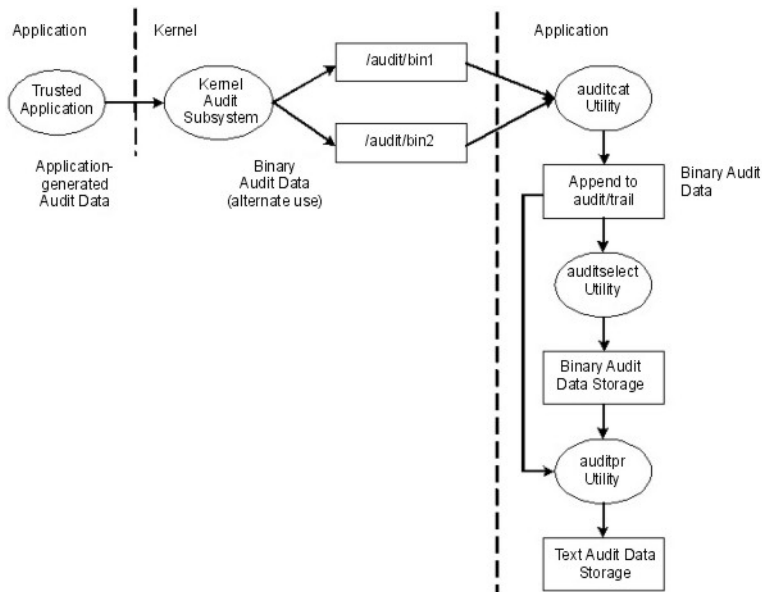 Application
Kernel
Application
Trusted
Application
Kernel
Audit
Subsystem
/audit/bin1
/audit/bin2
auditcat
Utility
Application-
generated
Audit Data
Binary
Audit Data
(alternate use)
Append to
audit/trail
Binary Audit
Data
auditselect
Utility
Binary Audit
Data Storage
auditpr
Utility
Text Audit Data
Storage